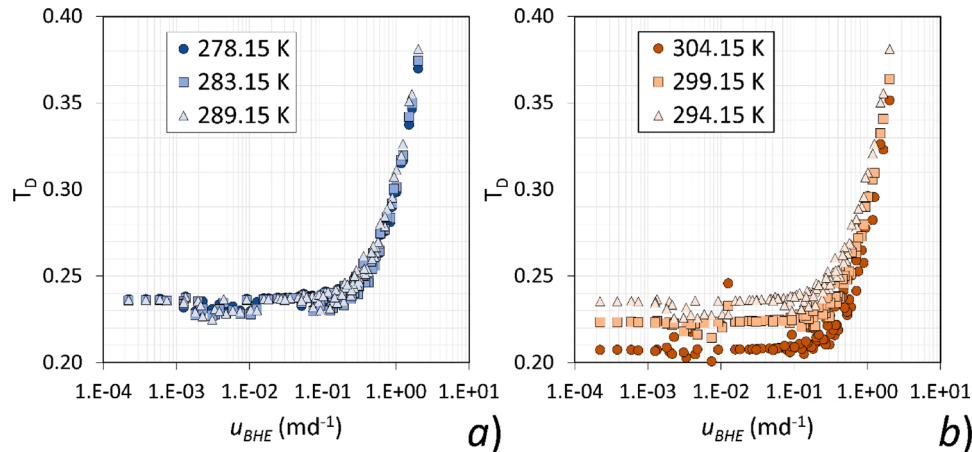 0.40
0.35
0.30
0.25
0.20
T_D
278.15 K
283.15 K
289.15 K
1.E-04 1.E-03 1.E-02 1.E-01 1.E+00 1.E+01
u_BHE (md⁻¹)
a)
0.40
0.35
0.30
0.25
0.20
T_D
304.15 K
299.15 K
294.15 K
1.E-04 1.E-03 1.E-02 1.E-01 1.E+00 1.E+01
u_BHE (md⁻¹)
b)